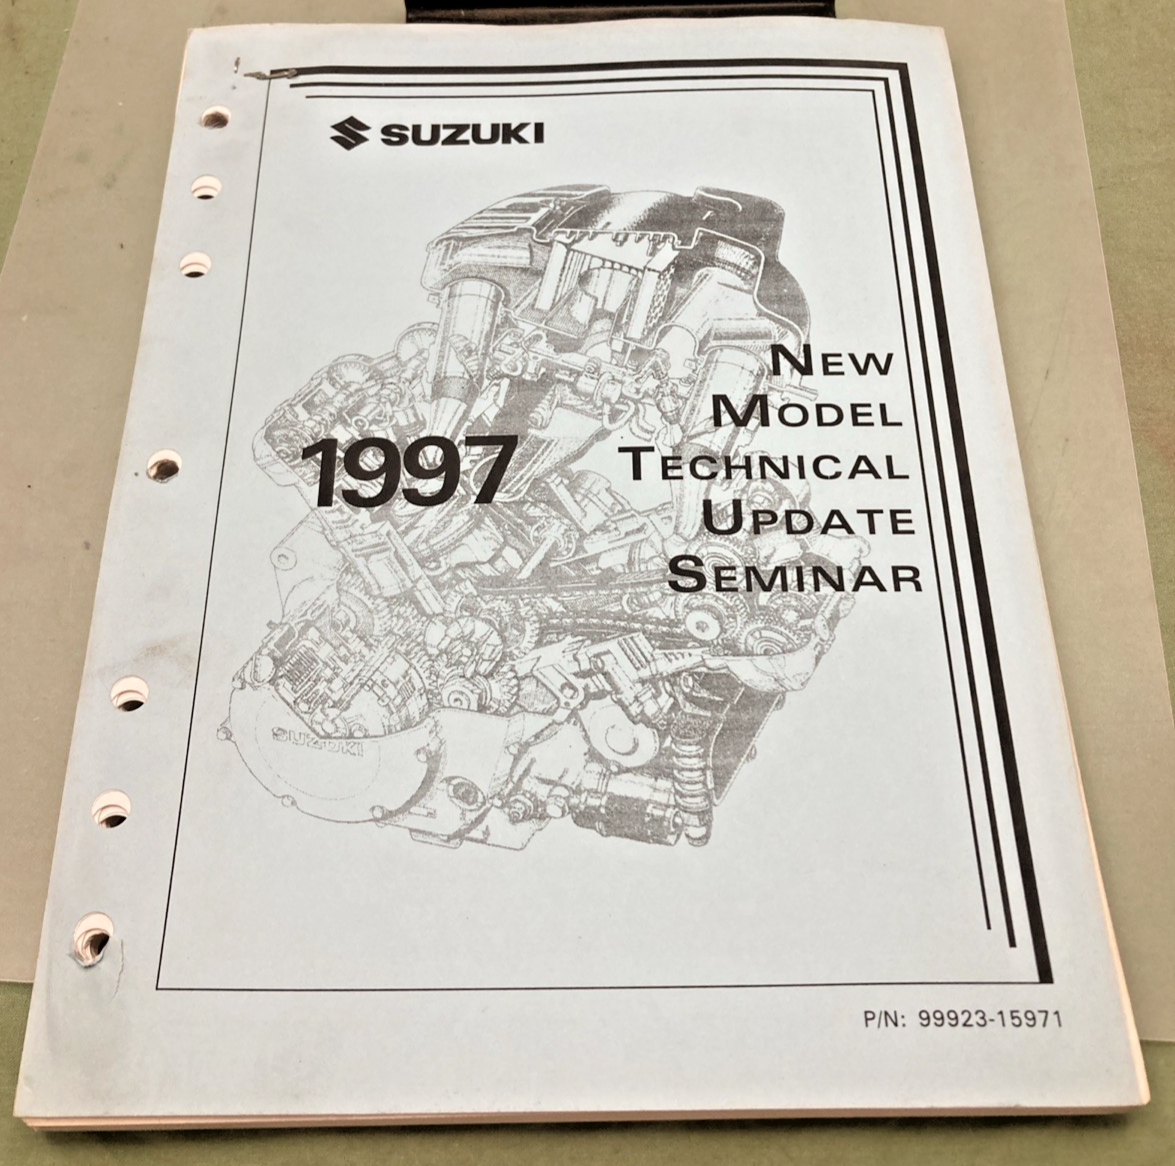 SUZUKI
1997
NEW
MODEL
TECHNICAL
UPDATE
SEMINAR
SUZUKI
P/N: 99923-15971